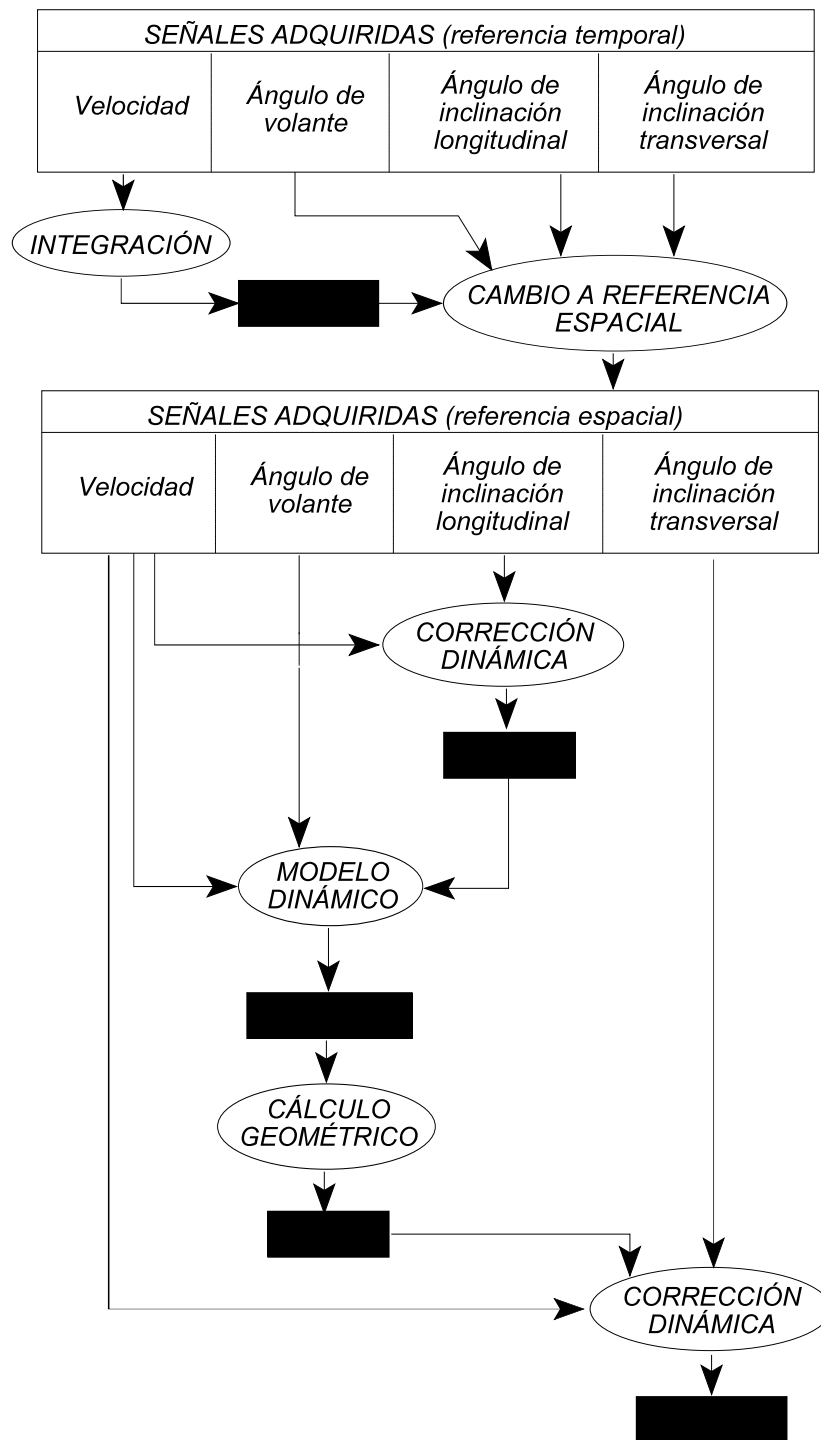 SEÑALES ADQUIRIDAS (referencia temporal)
Velocidad
Ángulo de
volante
Ángulo de
inclinación
longitudinal
Ángulo de
inclinación
transversal
INTEGRACIÓN
CAMBIO A REFERENCIA
ESPACIAL
SEÑALES ADQUIRIDAS (referencia espacial)
Velocidad
Ángulo de
volante
Ángulo de
inclinación
longitudinal
Ángulo de
inclinación
transversal
CORRECCIÓN
DINÁMICA
MODELO
DINÁMICO
CÁLCULO
GEOMÉTRICO
CORRECCIÓN
DINÁMICA